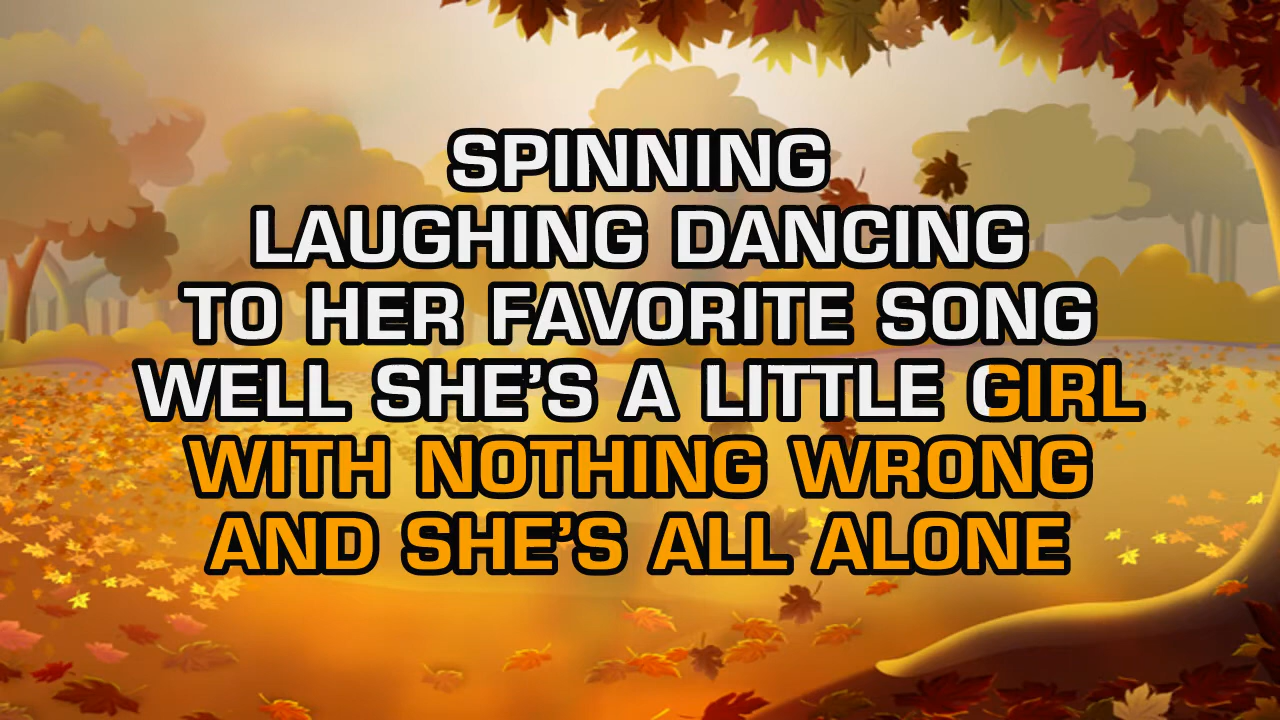 SPINNING
LAUGHING DANCING
TO HER FAVORITE SONG
WELL SHE'S A LITTLE GIRL
WITH NOTHING WRONG
AND SHE'S ALL ALONE